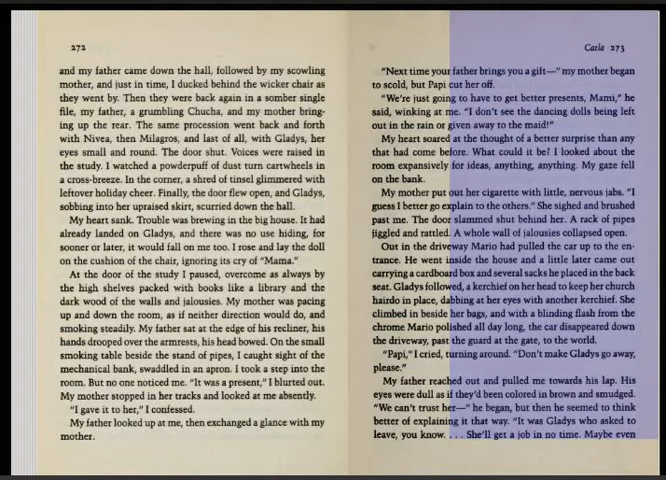 272
and my father came down the hall, followed by my scowling
mother, and just in time, I ducked behind the wicker chair as
they went by. Then they were back again in a somber single
file, my father, a grumbling Chucha, and my mother bring-
ing up the rear. The same procession went back and forth
with Nivea, then Milagros, and last of all, with Gladys, her
eyes small and round. The door shut. Voices were raised in
the study. I watched a powderpuff of dust turn cartwheels in
a cross-breeze. In the corner, a shred of tinsel glimmered with
leftover holiday cheer. Finally, the door flew open, and Gladys,
sobbing into her upraised skirt, scurried down the hall.
My heart sank. Trouble was brewing in the big house. It had
already landed on Gladys, and there was no use hiding, for
sooner or later, it would fall on me too. I rose and lay the doll
on the cushion of the chair, ignoring its cry of "Mama."
At the door of the study I paused, overcome as always by
the high shelves packed with books like a library and the
dark wood of the walls and jalousies. My mother was pacing
up and down the room, as if neither direction would do, and
smoking steadily. My father sat at the edge of his recliner, his
hands drooped over the armrests, his head bowed. On the small
smoking table beside the stand of pipes, I caught sight of the
mechanical bank, swaddled in an apron. I took a step into the
room. But no one noticed me. "It was a present," I blurted out.
My mother stopped in her tracks and looked at me absently.
"I gave it to her," I confessed.
My father looked up at me, then exchanged a glance with my
mother.
Carla 273
"Next time your father brings you a gift—" my mother began
to scold, but Papi cut her off.
"We're just going to have to get better presents, Mami," he
said, winking at me. "I don't see the dancing dolls being left
out in the rain or given away to the maid!"
My heart soared at the thought of a better surprise than any
that had come before. What could it be? I looked about the
room expansively for ideas, anything, anything. My gaze fell
on the bank.
My mother put out her cigarette with little, nervous jabs. "I
guess I better go explain to the others." She sighed and brushed
past me. The door slammed shut behind her. A rack of pipes
jiggled and rattled. A whole wall of jalousies collapsed open.
Out in the driveway Mario had pulled the car up to the en-
trance. He went inside the house and a little later came out
carrying a cardboard box and several sacks he placed in the back
seat. Gladys followed, a kerchief on her head to keep her church
hairdo in place, dabbing at her eyes with another kerchief. She
climbed in beside her bags, and with a blinding flash from the
chrome Mario polished all day long, the car disappeared down
the driveway, past the guard at the gate, to the world.
"Papi," I cried, turning around. "Don't make Gladys go away,
please."
My father reached out and pulled me towards his lap. His
eyes were dull as if they'd been colored in brown and smudged.
"We can't trust her—" he began, but then he seemed to think
better of explaining it that way. "It was Gladys who asked to
leave, you know. . . . She'll get a job in no time. Maybe even